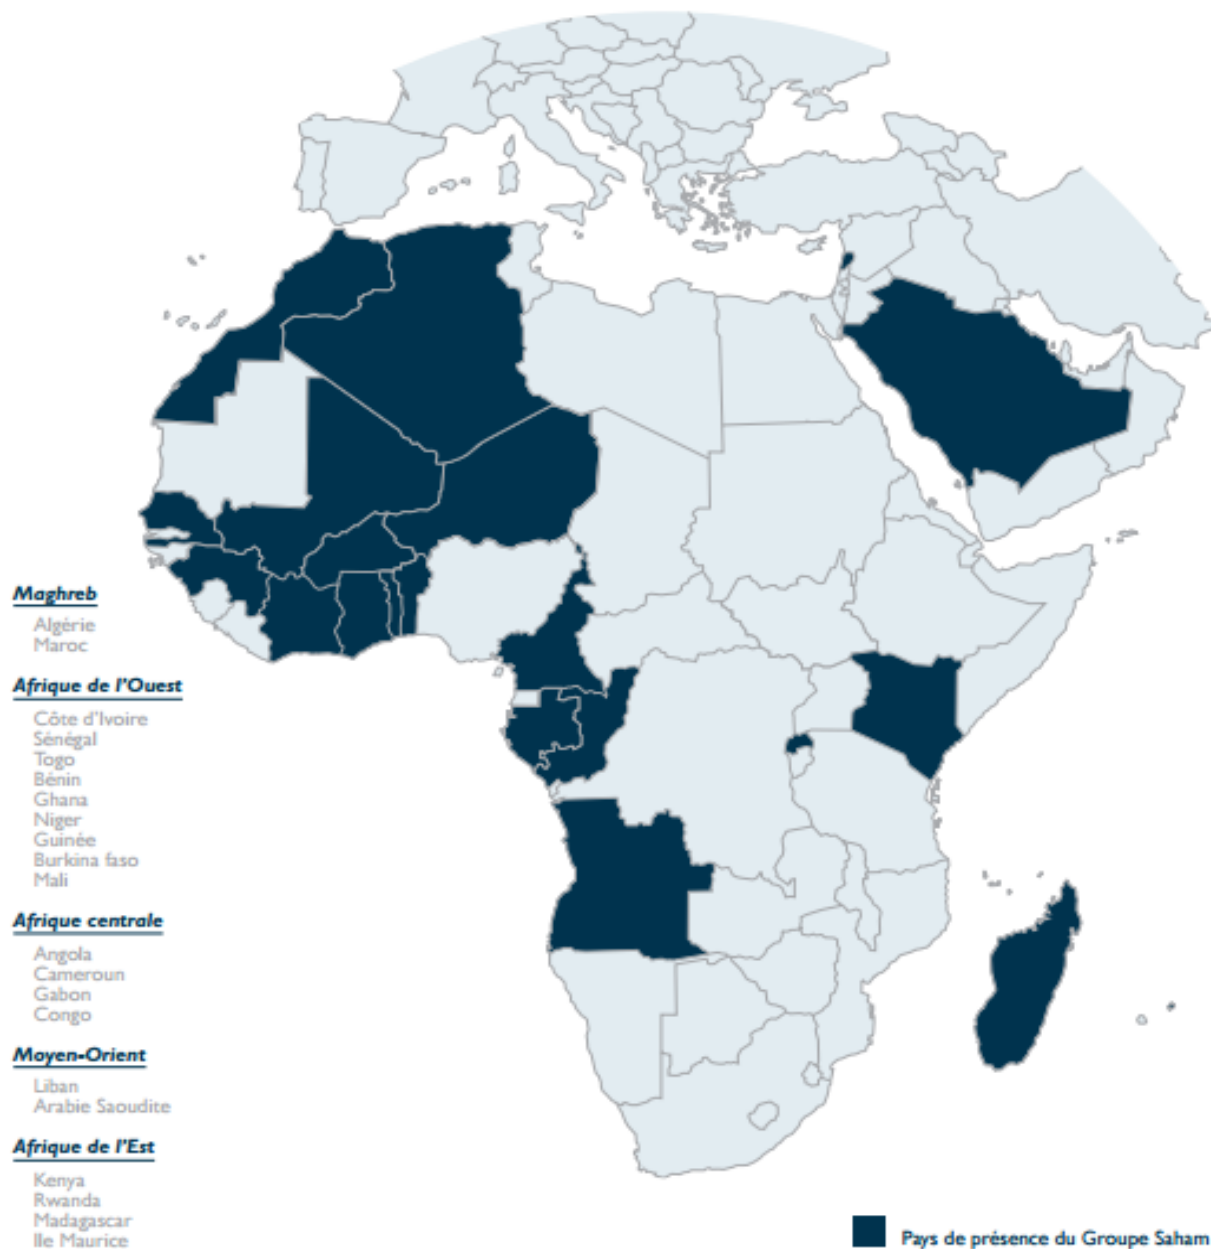 Maghreb
Algérie
Maroc
Afrique de l'Ouest
Côte d'Ivoire
Sénégal
Togo
Bénin
Ghana
Niger
Guinée
Burkina faso
Mali
Afrique centrale
Angola
Cameroun
Gabon
Congo
Moyen-Orient
Liban
Arabie Saoudite
Afrique de l'Est
Kenya
Rwanda
Madagascar
Ile Maurice
Pays de présence du Groupe Saham